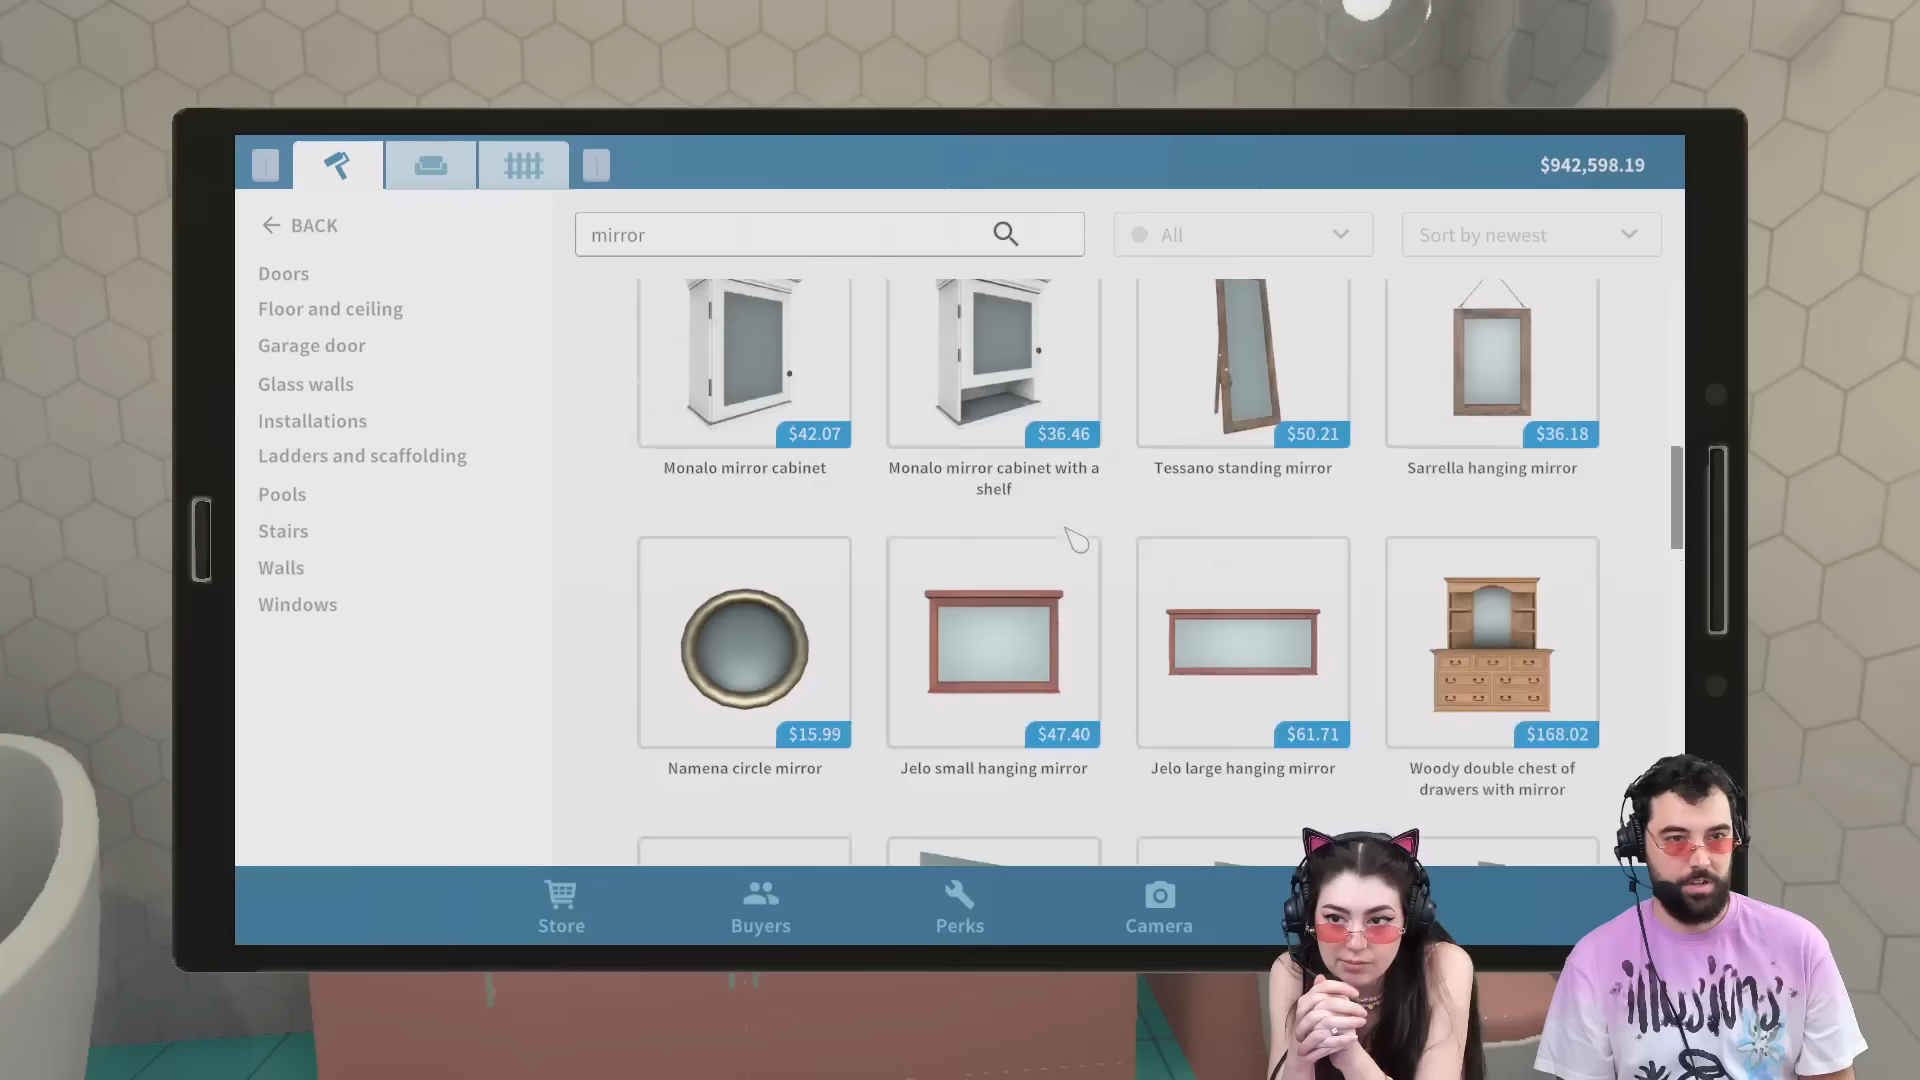 $942,598.19
BACK
mirror
All
Sort by newest
Doors
Floor and ceiling
Garage door
Glass walls
Installations
Ladders and scaffolding
Pools
Stairs
Walls
Windows
$42.07
$36.46
$50.21
$36.18
Monalo mirror cabinet
Monalo mirror cabinet with a
shelf
Tessano standing mirror
Sarrella hanging mirror
$15.99
$47.40
$61.71
$168.02
Namena circle mirror
Jelo small hanging mirror
Jelo large hanging mirror
Woody double chest of
drawers with mirror
Store
Buyers
Perks
Camera
illusions